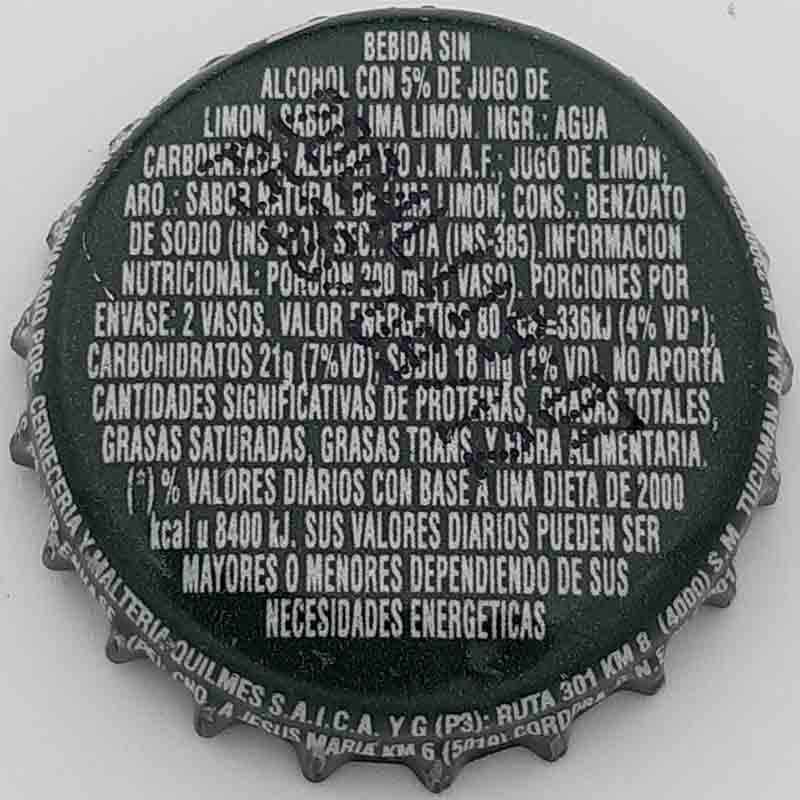 BEBIDA SIN
ALCOHOL CON 5% DE JUGO DE
LIMON, SABOR LIMA LIMON. INGR.: AGUA
CARBONATADA; AZUCAR Y/O J.M.A.F.; JUGO DE LIMON;
ARO.: SABOR NATURAL DE LIMA LIMON; CONS.: BENZOATO
DE SODIO (INS SEC.: EDTA (INS-385). INFORMACION
NUTRICIONAL: PORCION 200 ml (1 VASO). PORCIONES POR
ENVASE: 2 VASOS. VALOR ENERGETICO 80 =336kJ (4% VD*);
CARBOHIDRATOS 21g (7%VD); SODIO 18 mg (1% VD). NO APORTA
CANTIDADES SIGNIFICATIVAS DE PROTEINAS, GRASAS TOTALES,
GRASAS SATURADAS, GRASAS TRANS Y FIBRA ALIMENTARIA.
(*) % VALORES DIARIOS CON BASE A UNA DIETA DE 2000
kcal u 8400 kJ. SUS VALORES DIARIOS PUEDEN SER
MAYORES O MENORES DEPENDIENDO DE SUS
NECESIDADES ENERGETICAS
POR: CERVECERIA Y MALTERIA QUILMES S.A.I.C.A. Y G (P3): RUTA 301 KM 8 (4000) S.M. TUCUMAN R.N.E.
A JESUS MARIA KM 6